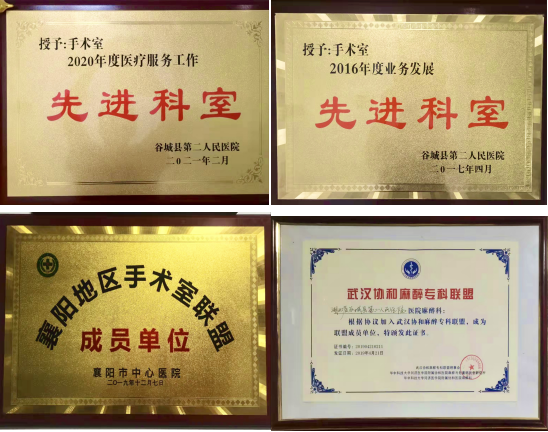 授予:手术室
2020年度医疗服务工作
先进科室
谷城县第二人民医院
二〇二一年二月
授予:手术室
2016年度业务发展
先进科室
谷城县第二人民医院
二〇一七年四月
襄阳地区手术室联盟
成员单位
襄阳市中心医院
二〇一九年十二月七日
武汉协和麻醉专科联盟
医院麻醉科:
根据协议加入武汉协和麻醉专科联盟,成为
联盟成员单位,特颁发此证书。